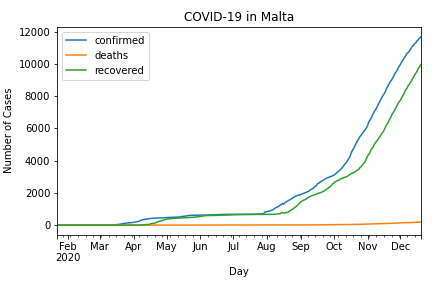 COVID-19 in Malta
confirmed
deaths
recovered
Number of Cases
12000
10000
8000
6000
4000
2000
0
Feb Mar Apr May Jun Jul Aug Sep Oct Nov Dec
2020
Day